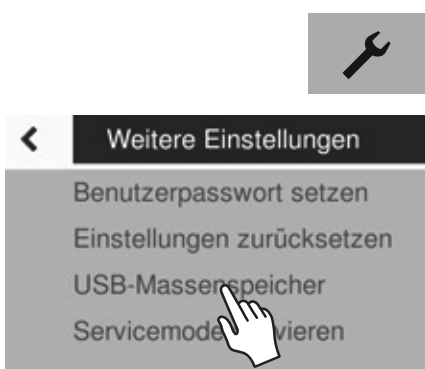 Weitere Einstellungen
Benutzerpasswort setzen
Einstellungen zurücksetzen
USB-Massenspeicher